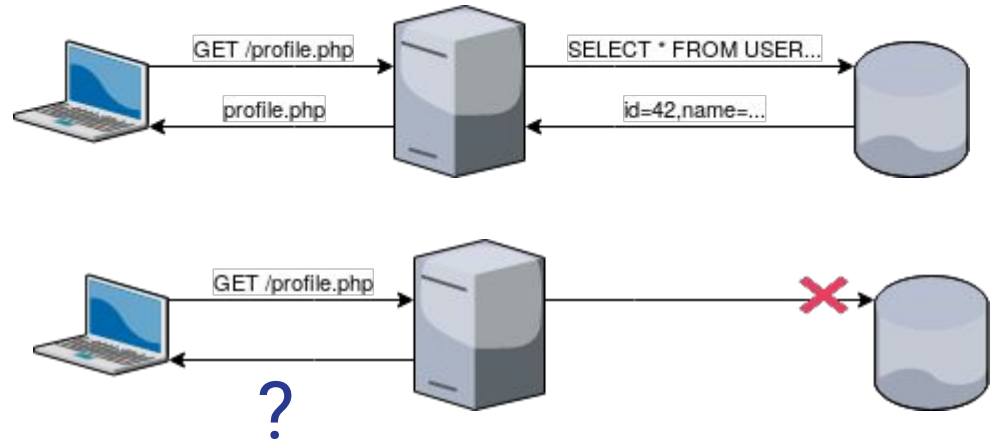 GET /profile.php
SELECT * FROM USER...
profile.php
id=42,name=...
GET /profile.php
?